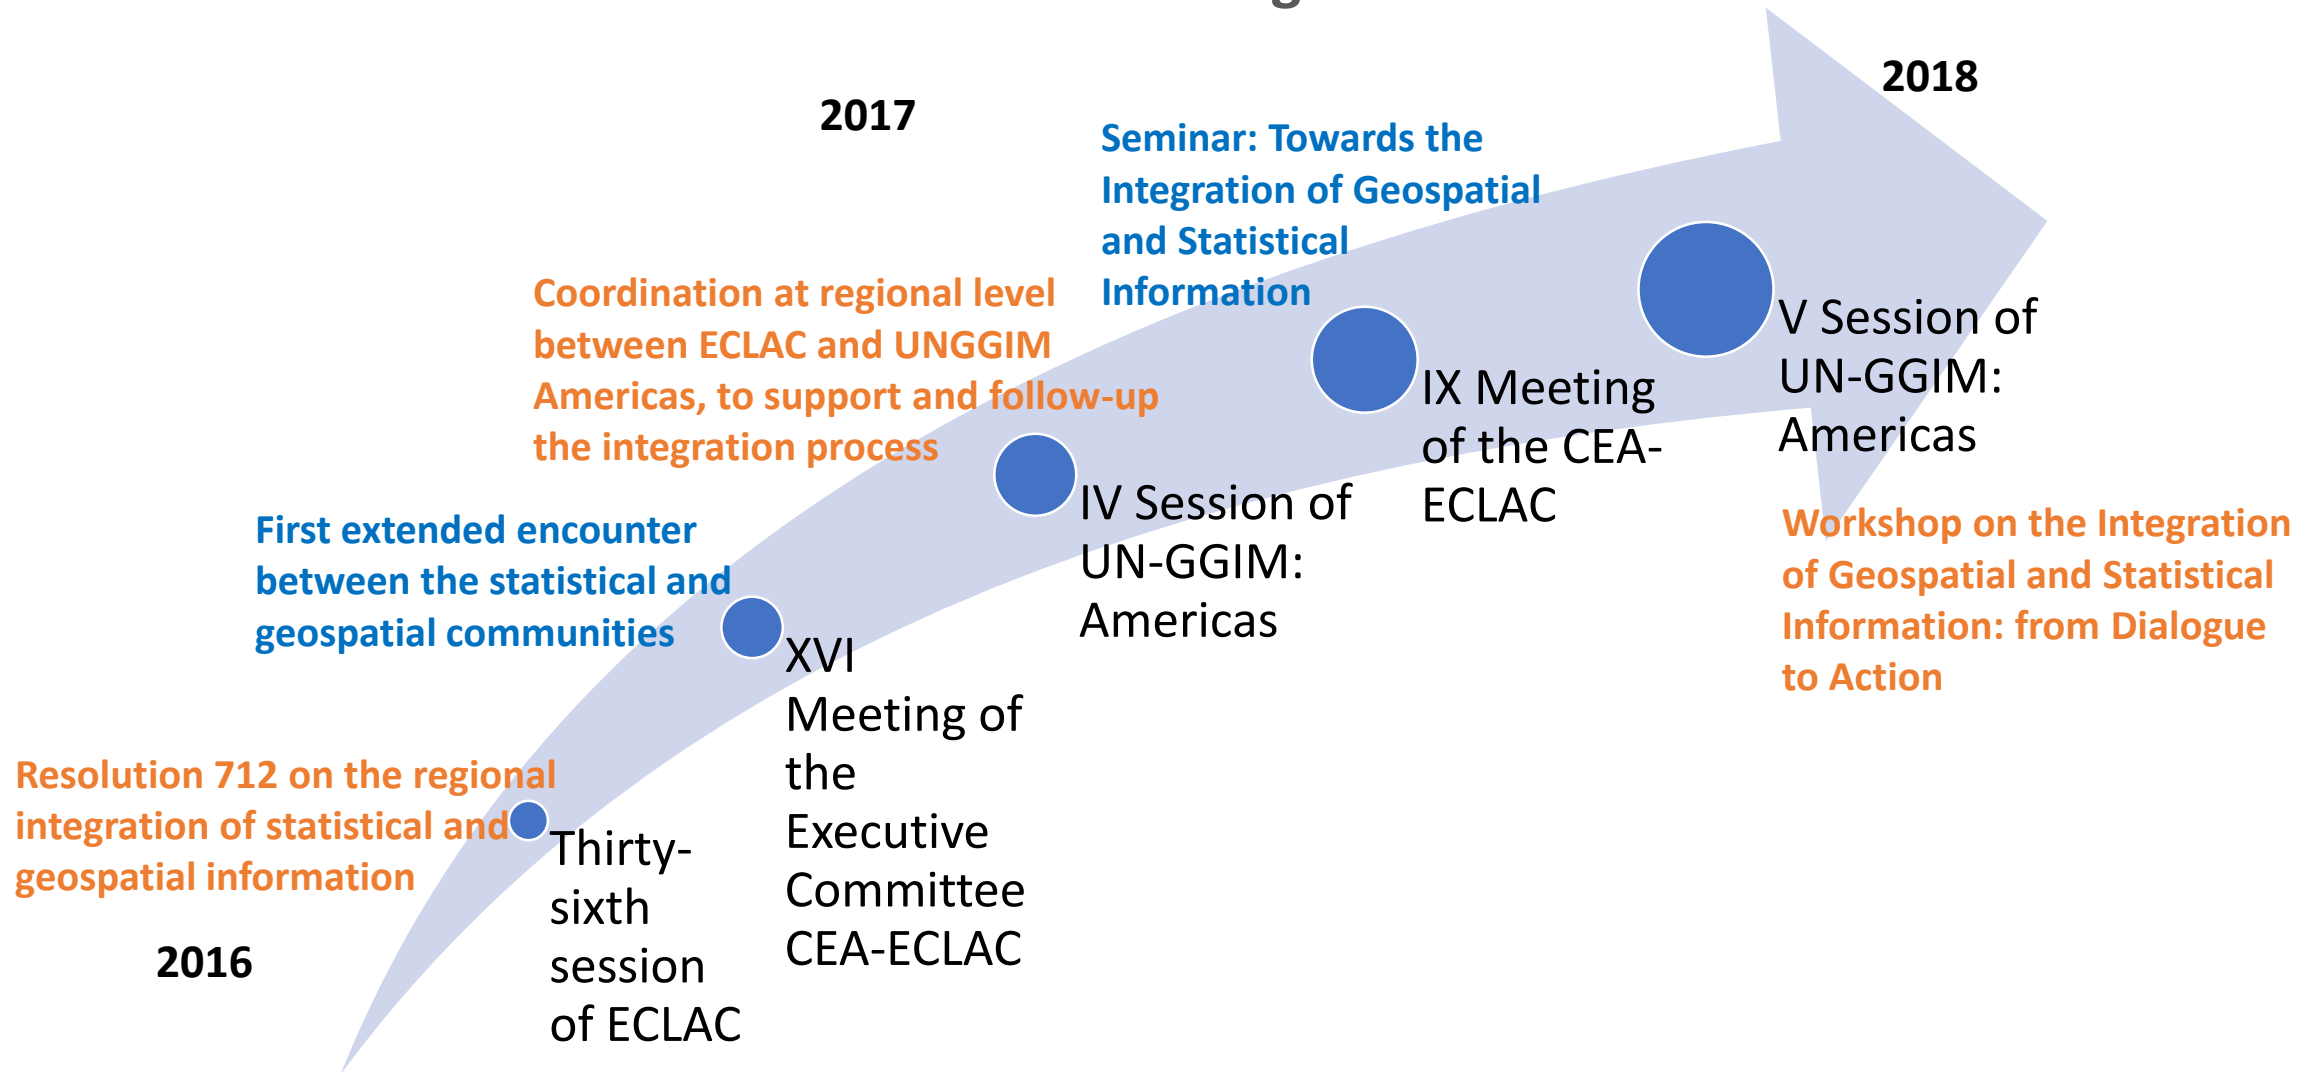 2018
2017
Seminar: Towards the
Integration of Geospatial
and Statistical
Information
Coordination at regional level
between ECLAC and UNGGIM
Americas, to support and follow-up
the integration process
V Session of
UN-GGIM:
Americas
IX Meeting
of the CEA-
ECLAC
IV Session of
UN-GGIM:
Americas
First extended encounter
between the statistical and
geospatial communities
Workshop on the Integration
of Geospatial and Statistical
Information: from Dialogue
to Action
XVI
Meeting of
the
Executive
Committee
CEA-ECLAC
Resolution 712 on the regional
integration of statistical and
geospatial information
Thirty-
sixth
session
of ECLAC
2016